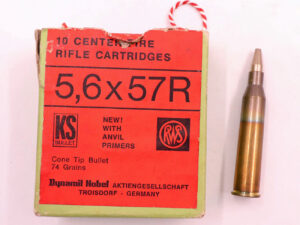 10 CENTER FIRE
RIFLE CARTRIDGES
5,6x57R
KS
BULLET
NEW!
WITH
ANVIL
PRIMERS
RWS
Cone Tip Bullet
74 Grains
Dynamit Nobel AKTIENGESELLSCHAFT
TROISDORF - GERMANY